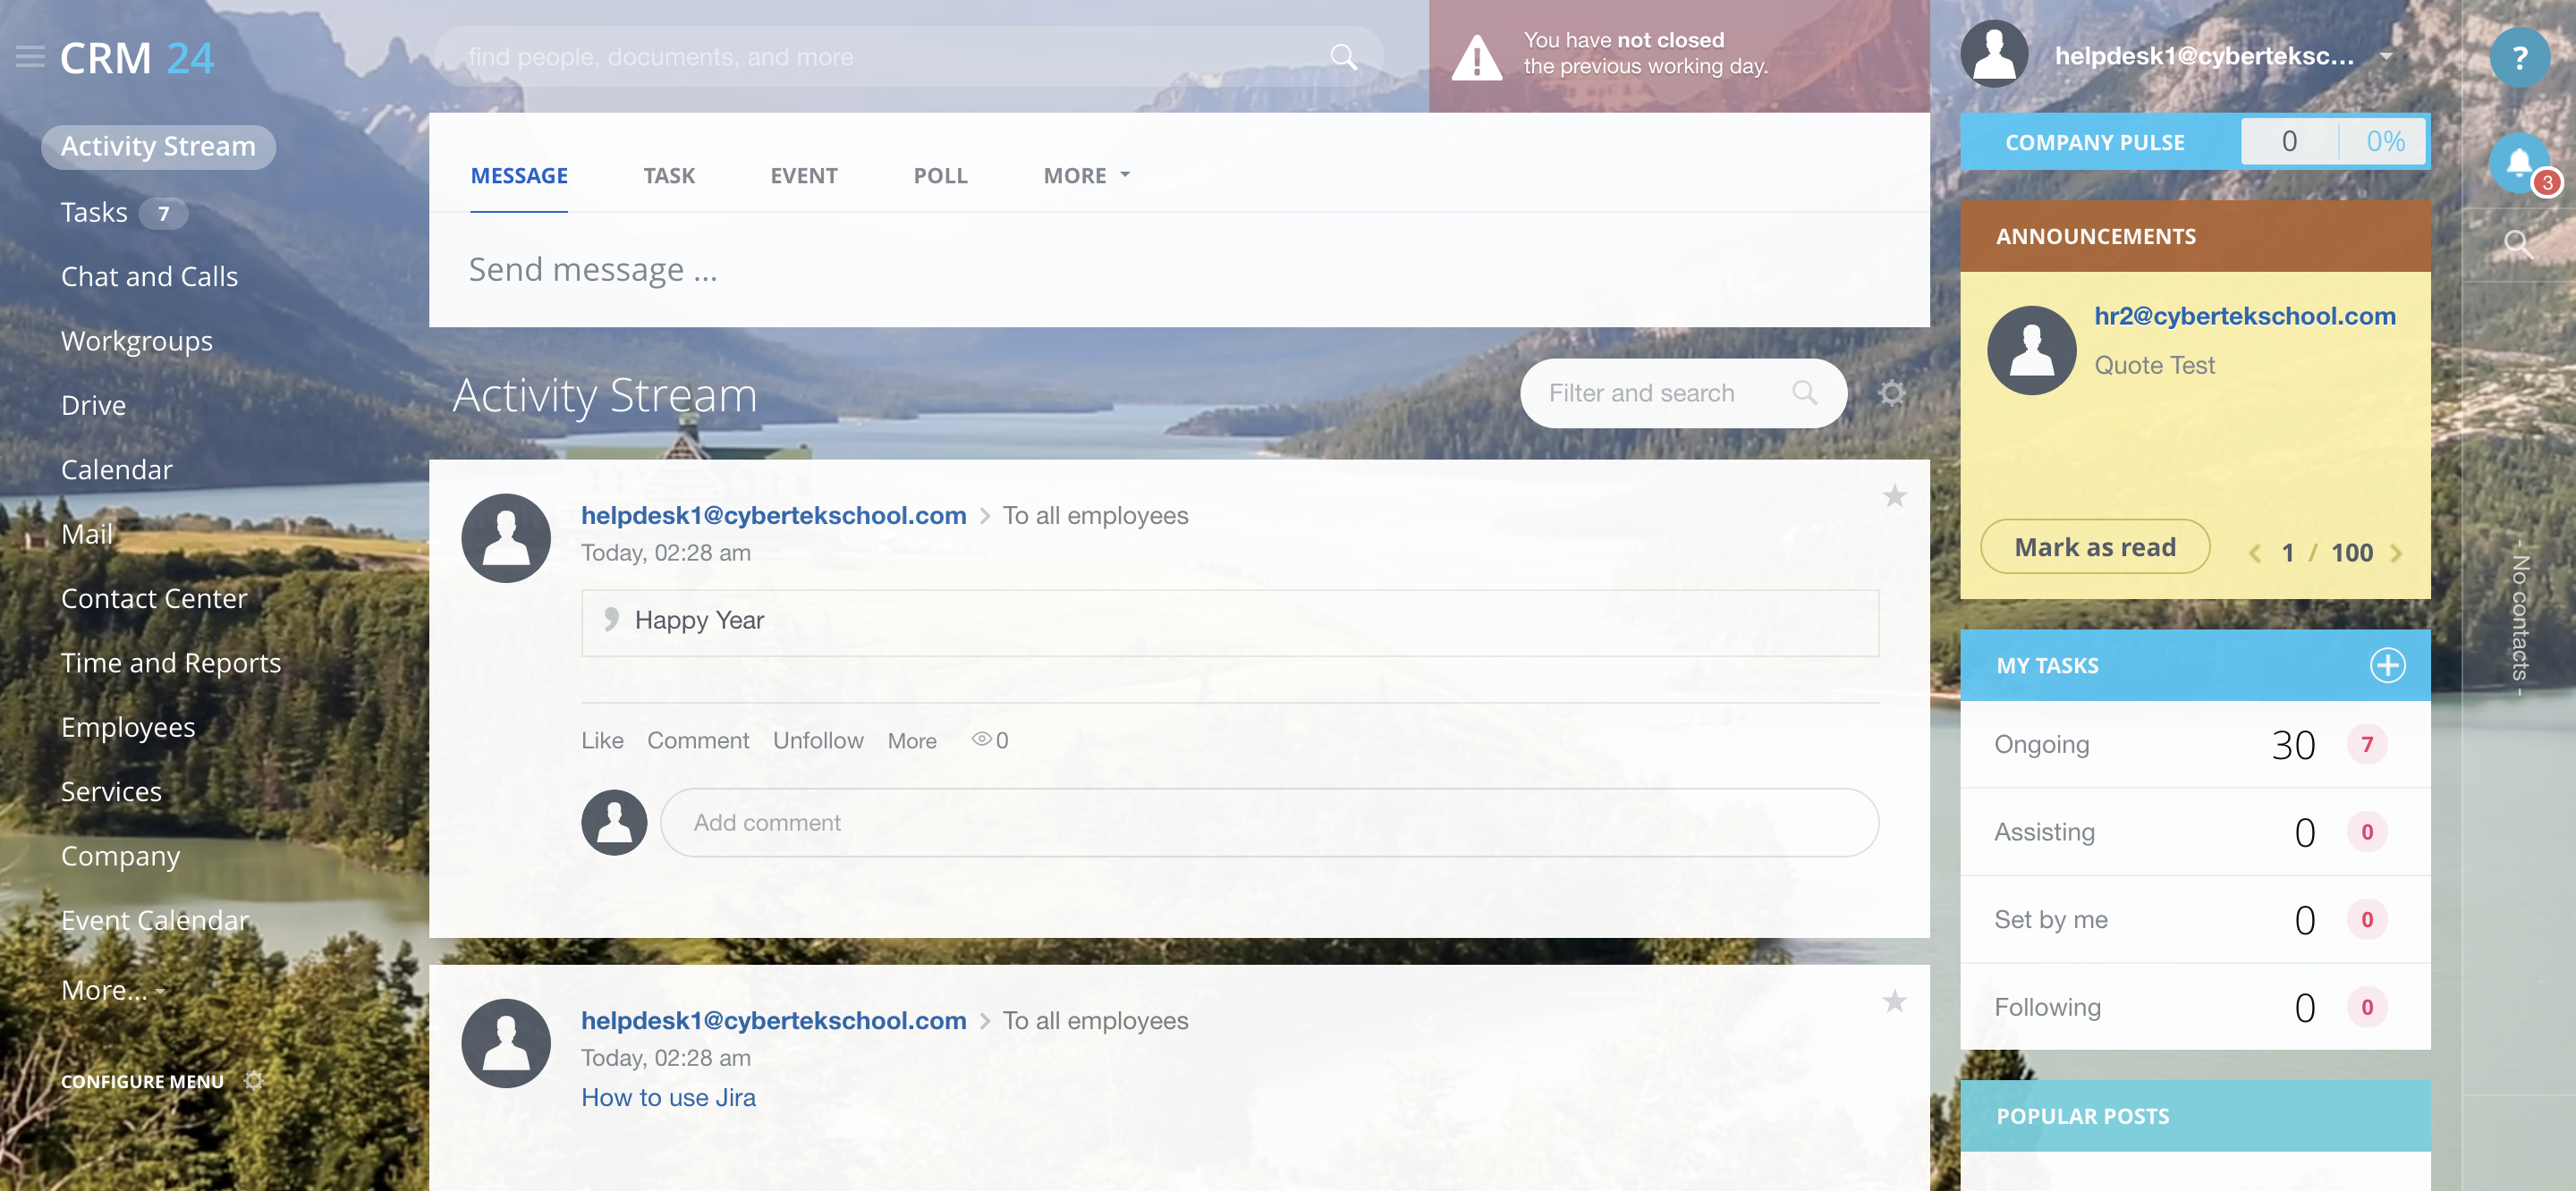 CRM 24
find people, documents, and more
You have not closed
the previous working day.
helpdesk1@cyberteksc...
?
Activity Stream
Tasks 7
Chat and Calls
Workgroups
Drive
Calendar
Mail
Contact Center
Time and Reports
Employees
Services
Company
Event Calendar
More...
CONFIGURE MENU
MESSAGE TASK EVENT POLL MORE
Send message ...
Activity Stream
Filter and search
helpdesk1@cybertekschool.com > To all employees
Today, 02:28 am
Happy Year
Like Comment Unfollow More 0
Add comment
helpdesk1@cybertekschool.com > To all employees
Today, 02:28 am
How to use Jira
COMPANY PULSE 0 0%
3
ANNOUNCEMENTS
hr2@cybertekschool.com
Quote Test
Mark as read 1 / 100
MY TASKS
Ongoing 30 7
Assisting 0 0
Set by me 0 0
Following 0 0
POPULAR POSTS
- No contacts -